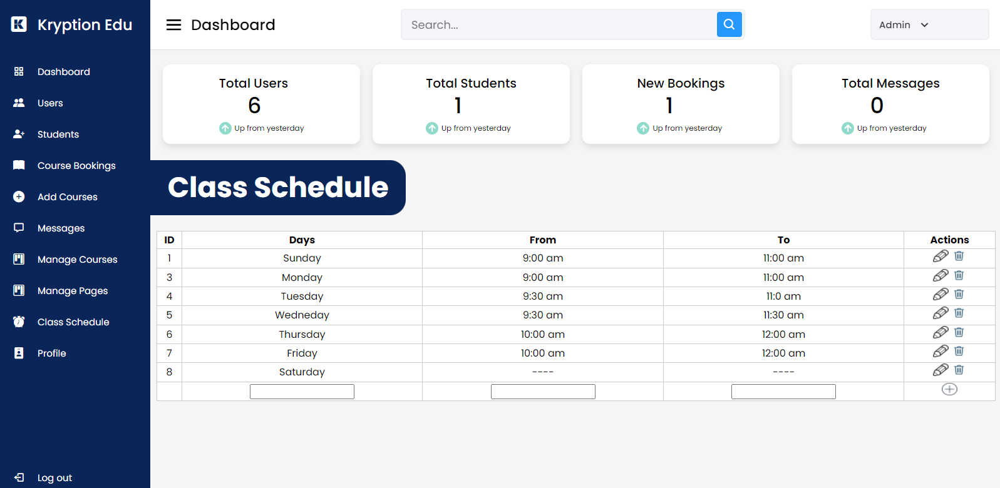 Kryption Edu
Dashboard
Users
Students
Course Bookings
Add Courses
Messages
Manage Courses
Manage Pages
Class Schedule
Profile
Log out
Dashboard
Search...
Admin
Total Users
6
Up from yesterday
Total Students
1
Up from yesterday
New Bookings
1
Up from yesterday
Total Messages
0
Up from yesterday
Class Schedule
ID Days From To Actions
1 Sunday 9:00 am 11:00 am
3 Monday 9:00 am 11:00 am
4 Tuesday 9:30 am 11:0 am
5 Wedneday 9:30 am 11:30 am
6 Thursday 10:00 am 12:00 am
7 Friday 10:00 am 12:00 am
8 Saturday ---- ----